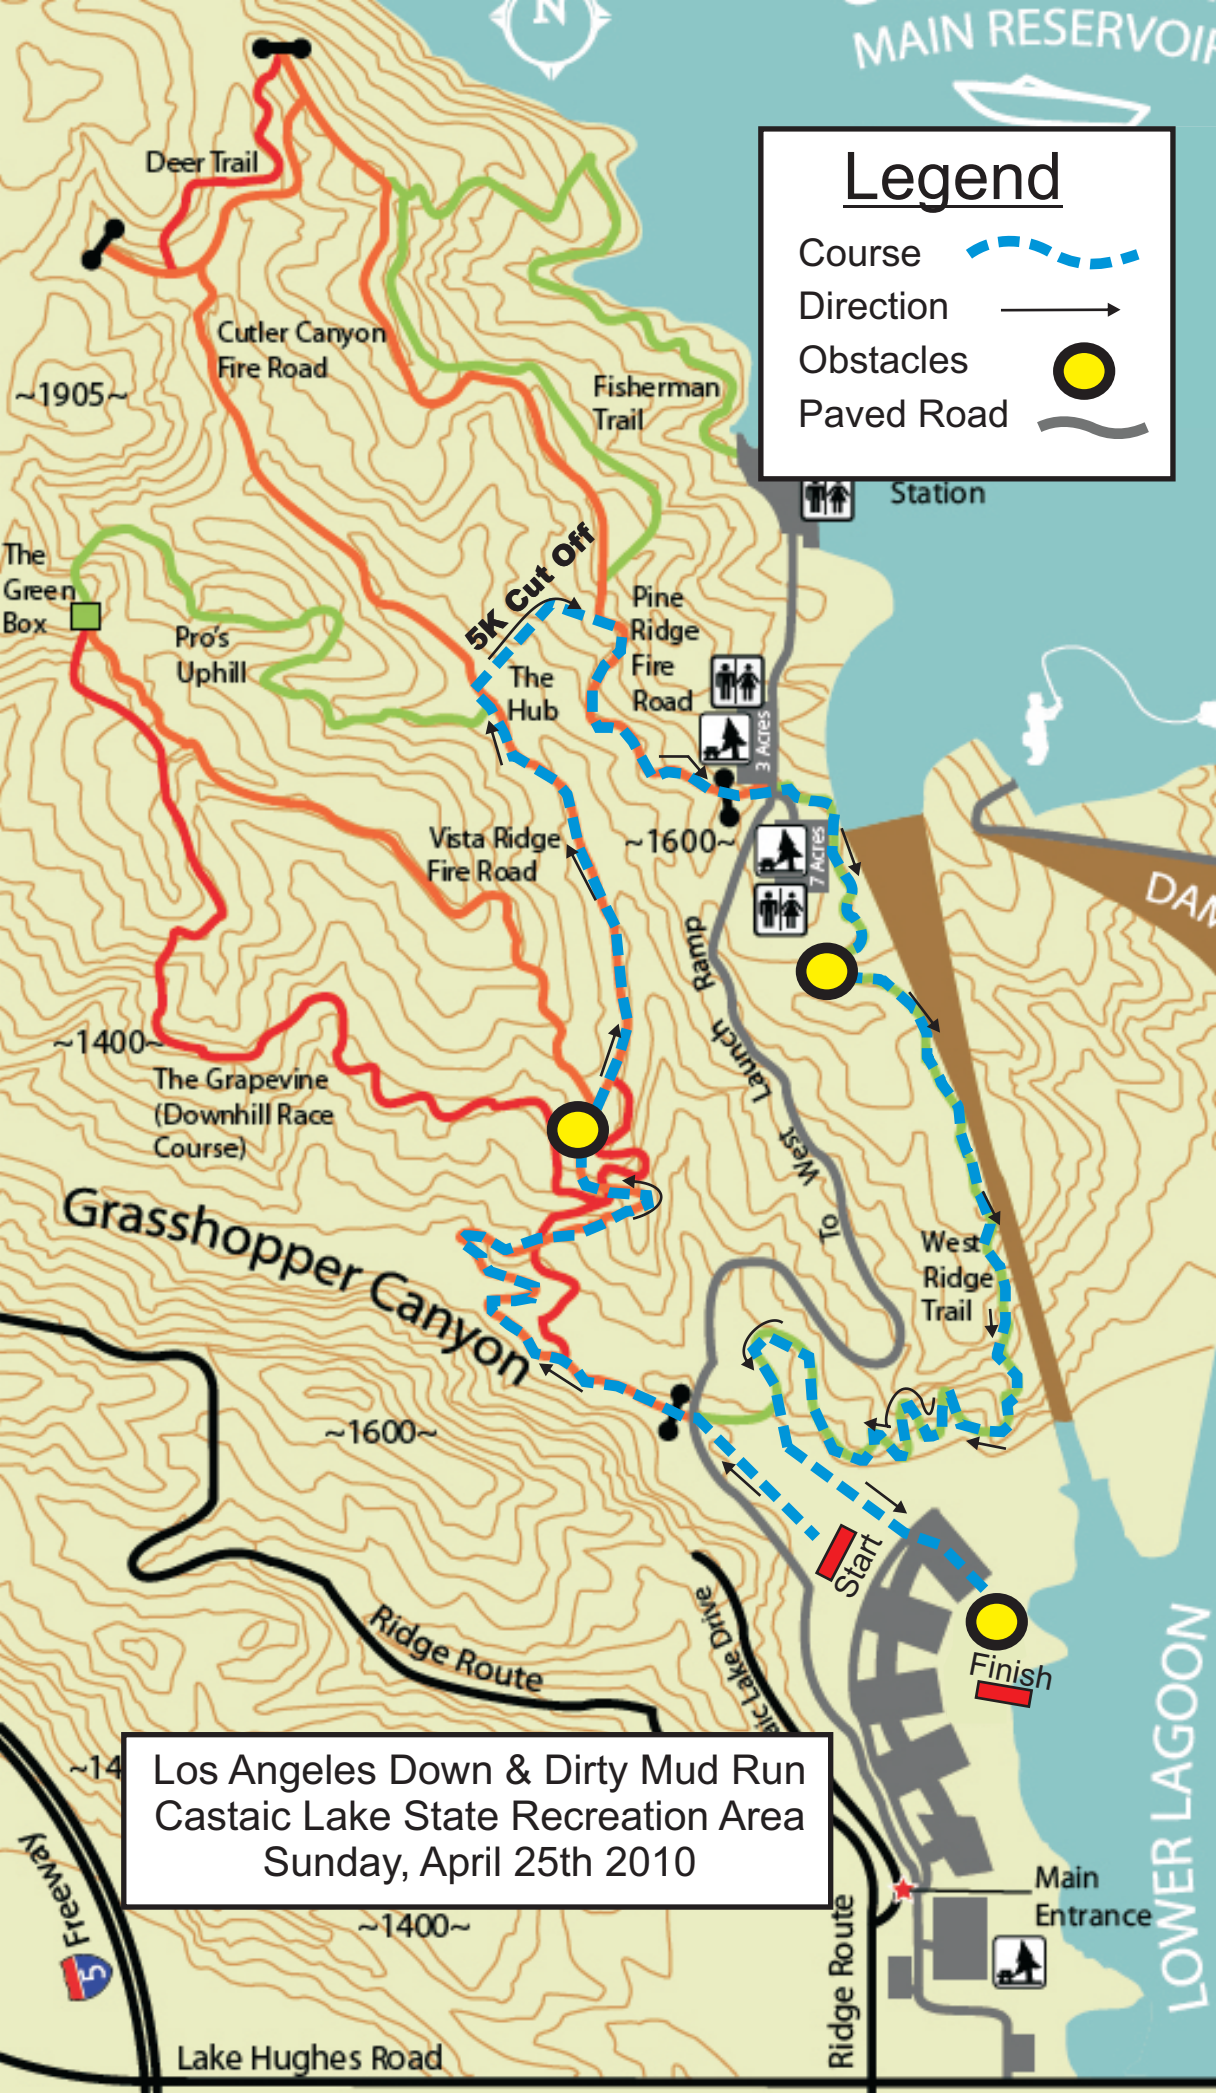 N
MAIN RESERVOIR
Legend
Course
Direction
Obstacles
Paved Road
Station
Deer Trail
Cutler Canyon
Fire Road
~1905~
Fisherman
Trail
The
Green
Box
Pro's
Uphill
5K Cut Off
The
Hub
Pine
Ridge
Fire
Road
3 Acres
7 Acres
Vista Ridge
Fire Road
~1600~
DAM
~1400~
The Grapevine
(Downhill Race
Course)
To West Launch Ramp
West
Ridge
Trail
Grasshopper Canyon
~1600~
Start
Finish
Ridge Route
Lake Drive
LOWER LAGOON
~14
Los Angeles Down & Dirty Mud Run
Castaic Lake State Recreation Area
Sunday, April 25th 2010
Main
Entrance
~1400~
Freeway
5
Ridge Route
Lake Hughes Road